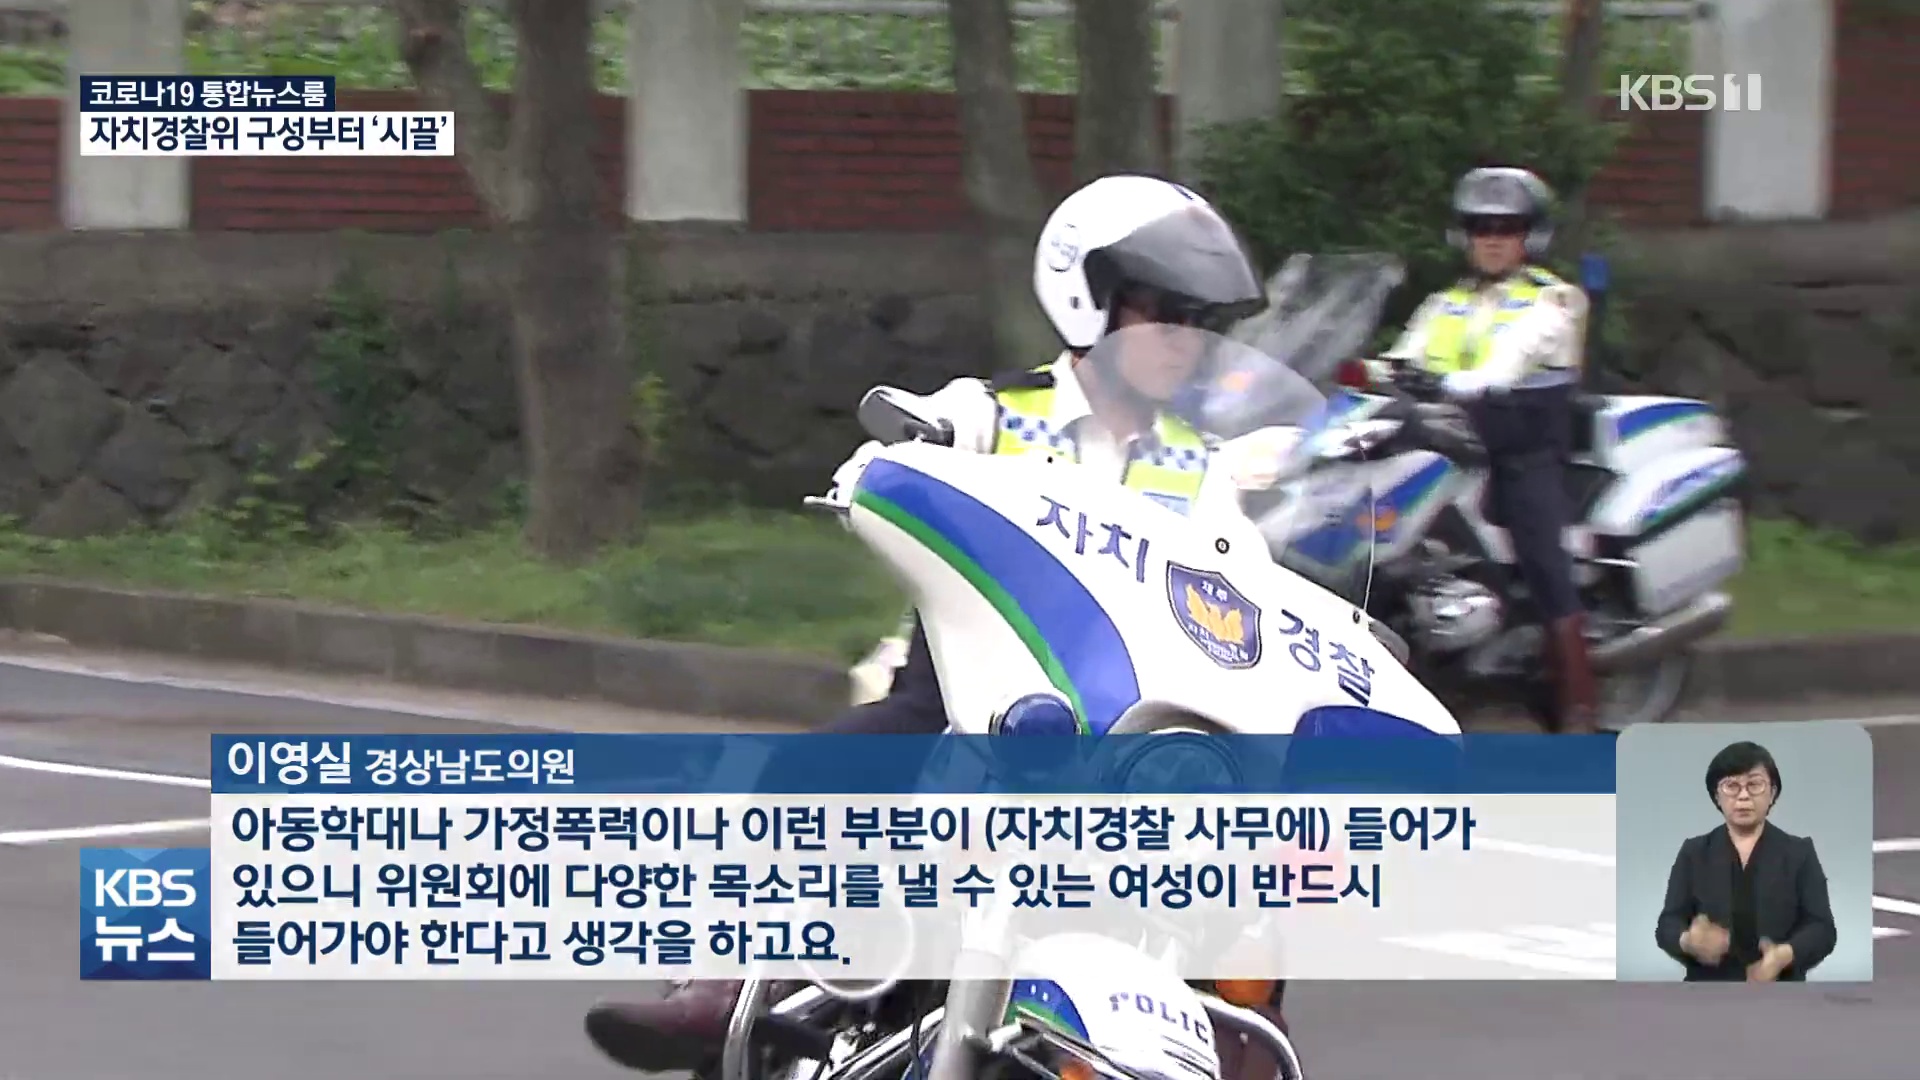 코로나19 통합뉴스룸
자치경찰위 구성부터 ‘시끌’
KBS 1
자치 경찰
제주
이영실 경상남도의원
아동학대나 가정폭력이나 이런 부분이 (자치경찰 사무에) 들어가
있으니 위원회에 다양한 목소리를 낼 수 있는 여성이 반드시
들어가야 한다고 생각을 하고요.
KBS
뉴스
POLIC